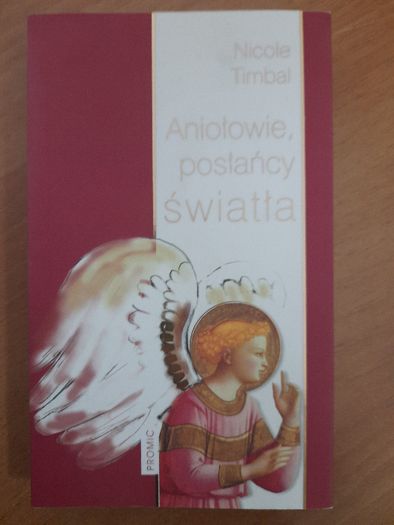 Nicole
Timbal
Aniołowie,
posłańcy
światła
PROMIC